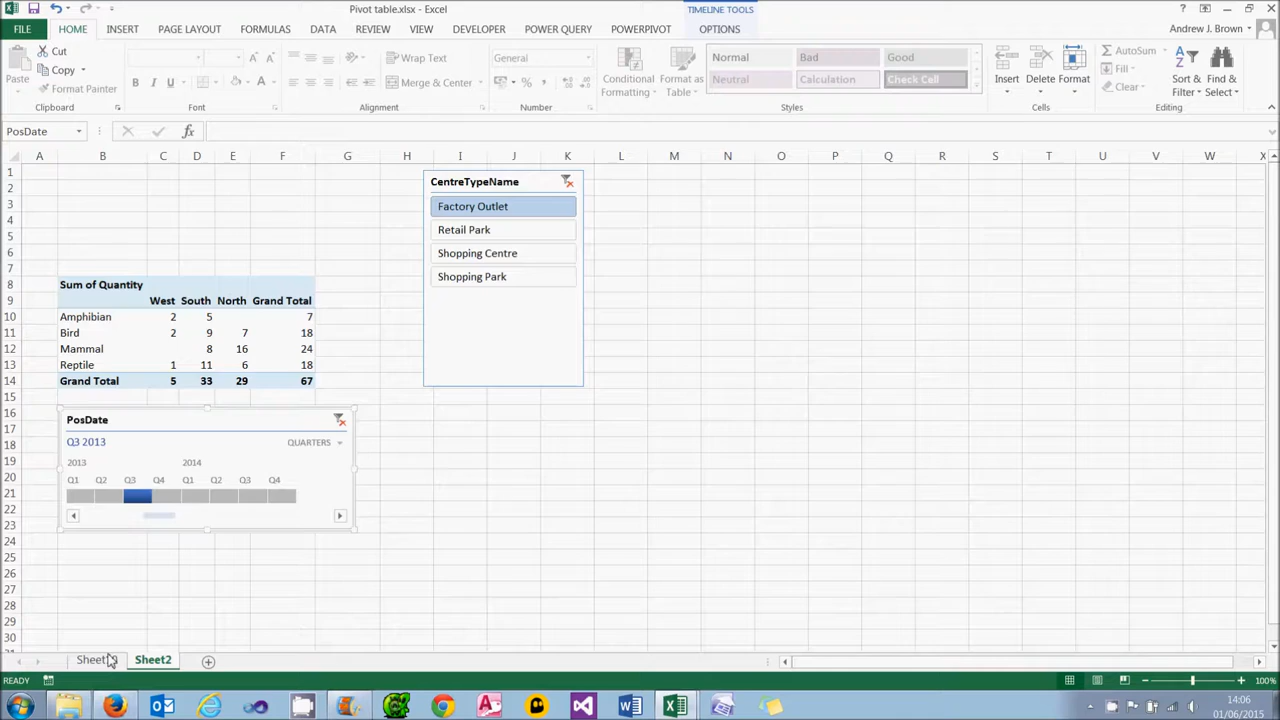 Pivot table.xlsx - Excel
TIMELINE TOOLS
FILE HOME INSERT PAGE LAYOUT FORMULAS DATA REVIEW VIEW DEVELOPER POWER QUERY POWERPIVOT OPTIONS
Andrew J. Brown
Paste
Cut
Copy
Format Painter
Clipboard
B I U
Font
Wrap Text
Merge & Center
Alignment
General
%
Number
Conditional Formatting
Format as Table
Normal Bad Good
Neutral Calculation Check Cell
Styles
Insert Delete Format
Cells
AutoSum
Fill
Clear
Sort & Filter
Find & Select
Editing
PosDate
fx
A B C D E F G H I J K L M N O P Q R S T U V W X
1
2
3
4
5
6
7
8 Sum of Quantity
9 West South North Grand Total
10 Amphibian 2 5 7
11 Bird 2 9 7 18
12 Mammal 8 16 24
13 Reptile 1 11 6 18
14 Grand Total 5 33 29 67
15
16
17
18
19
20
21
22
23
24
25
26
27
28
29
30
CentreTypeName
Factory Outlet
Retail Park
Shopping Centre
Shopping Park
PosDate
Q3 2013 QUARTERS
2013 2014
Q1 Q2 Q3 Q4 Q1 Q2 Q3 Q4
Sheet2
READY
100%
14:06
01/06/2015